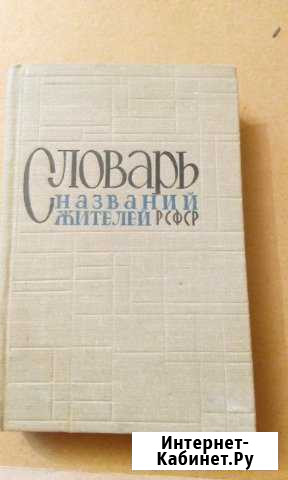 Словарь
названий
жителей РСФСР
Интернет-
Кабинет.Ру